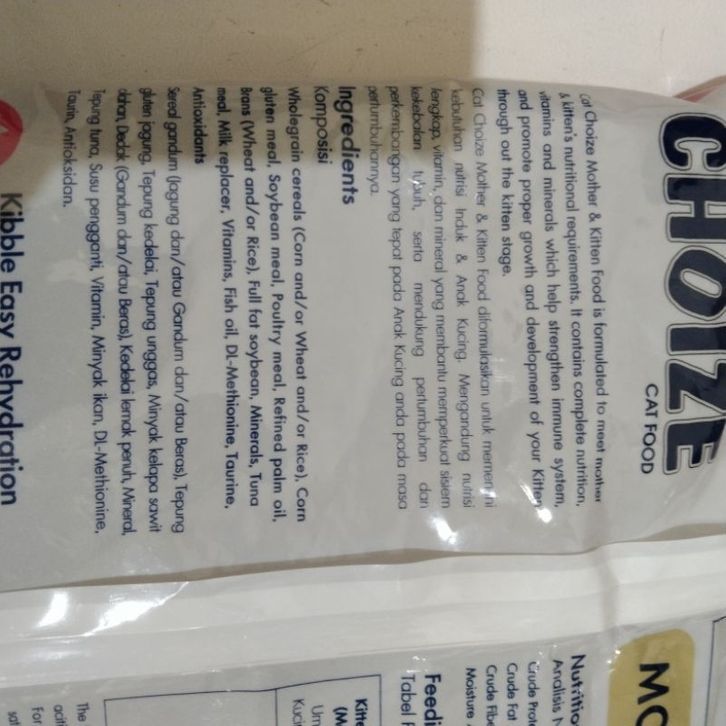 CHOIZE
CAT FOOD
Cat Choize Mother & Kitten Food is formulated to meet mother
& kitten's nutritional requirements. It contains complete nutrition,
vitamins and minerals which help strengthen immune system,
and promote proper growth and development of your Kitten
through out the kitten stage.
Cat Choize Mother & Kitten Food diformulasikan untuk memenuhi
kebutuhan nutrisi Induk & Anak Kucing. Mengandung nutrisi
lengkap, vitamin, dan mineral yang membantu memperkuat sistem
kekebalan tubuh, serta mendukung pertumbuhan dan
perkembangan yang tepat pada Anak Kucing anda pada masa
pertumbuhannya.
Ingredients
Komposisi
Wholegrain cereals (Corn and/or Wheat and/or Rice), Corn
gluten meal, Soybean meal, Poultry meal, Refined palm oil,
Brans (Wheat and/or Rice), Full fat soybean, Minerals, Tuna
meal, Milk replacer, Vitamins, Fish oil, DL-Methionine, Taurine,
Antioxidants
Sereal gandum (Jagung dan/atau Gandum dan/atau Beras), Tepung
gluten jagung, Tepung kedelai, Tepung unggas, Minyak kelapa sawit
olahan, Dedak (Gandum dan/atau Beras), Kedelai lemak penuh, Mineral,
Tepung tuna, Susu pengganti, Vitamin, Minyak ikan, DL-Methionine,
Taurin, Antioksidan.
Kibble Easy Rehydration
Analisis
Crude
Crude Fat
Crude
Moisture
Tabel
The
For